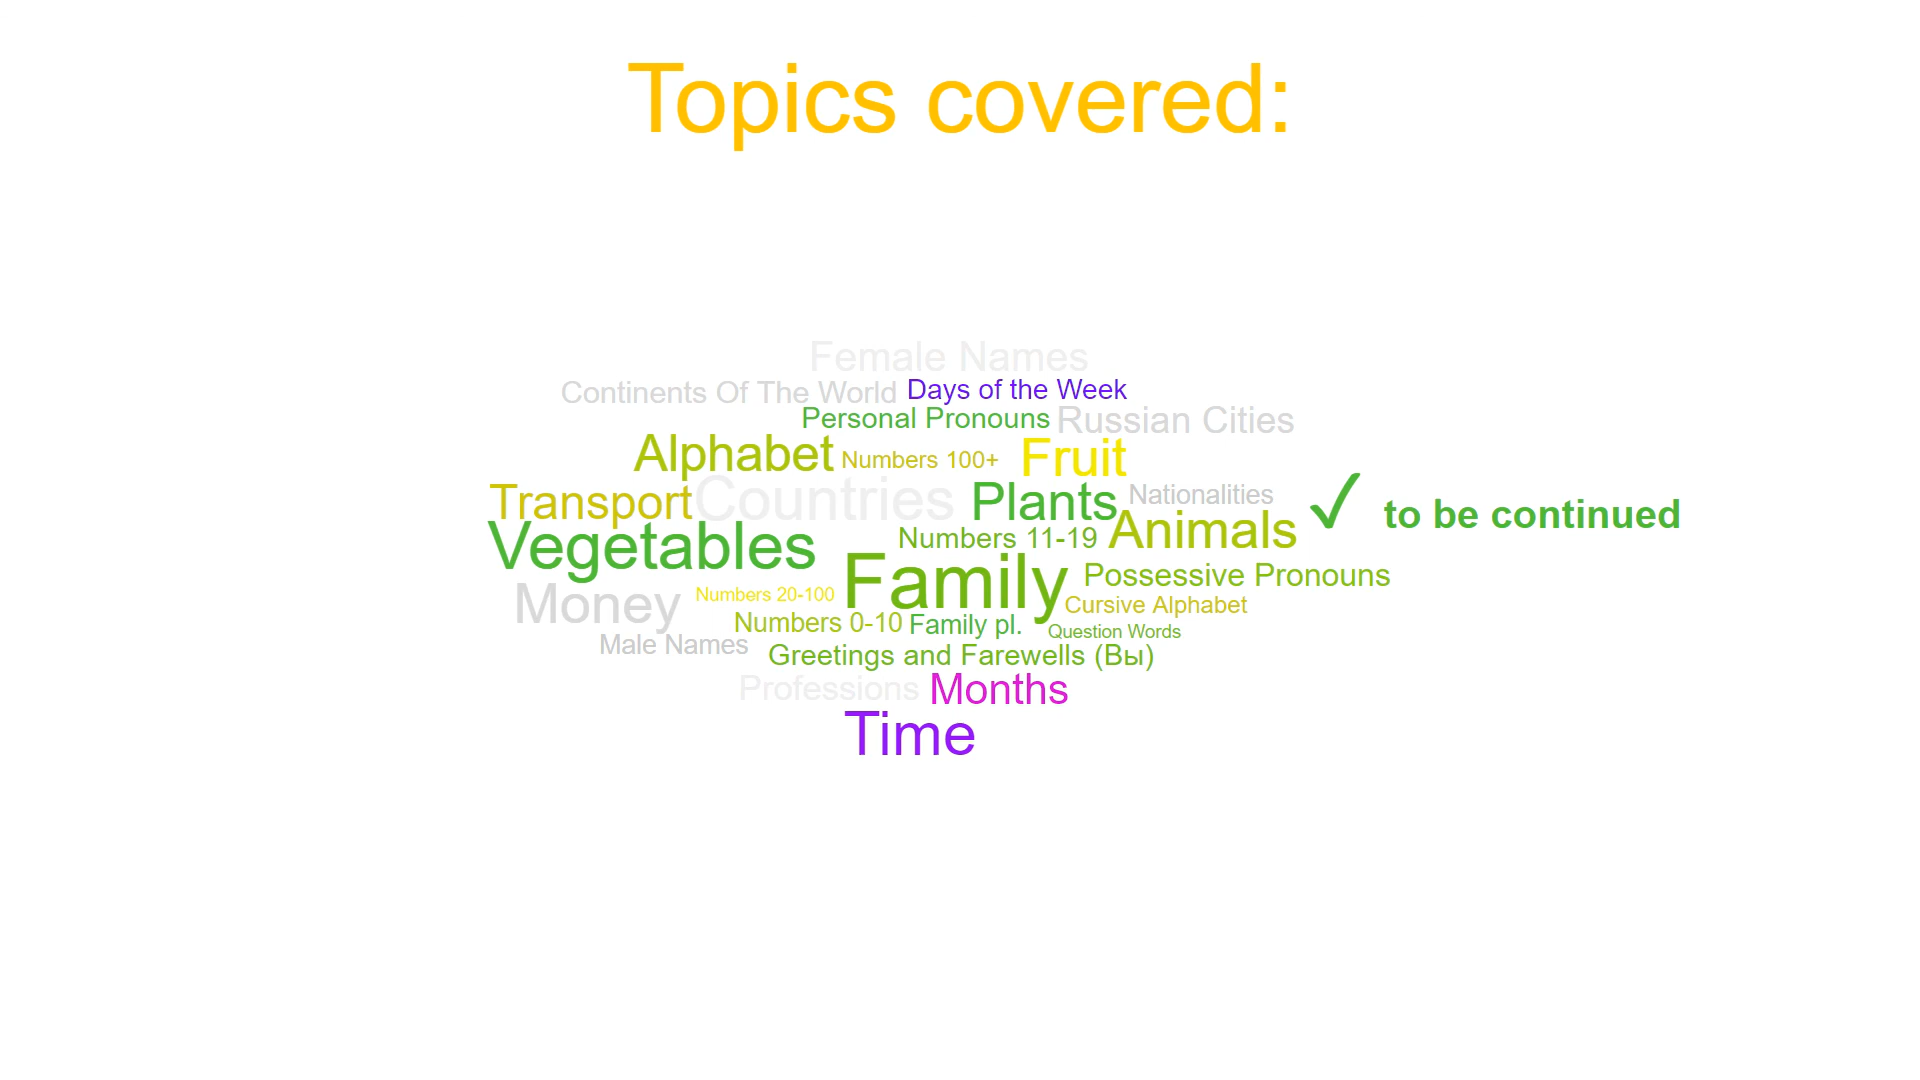 Topics covered:
Female Names
Continents Of The World Days of the Week
Personal Pronouns Russian Cities
Alphabet Numbers 100+ Fruit
Transport Countries Plants Nationalities
✓ to be continued
Vegetables Numbers 11-19 Animals
Family Possessive Pronouns
Money Numbers 20-100 Cursive Alphabet
Numbers 0-10 Family pl. Question Words
Male Names Greetings and Farewells (Вы)
Professions Months
Time